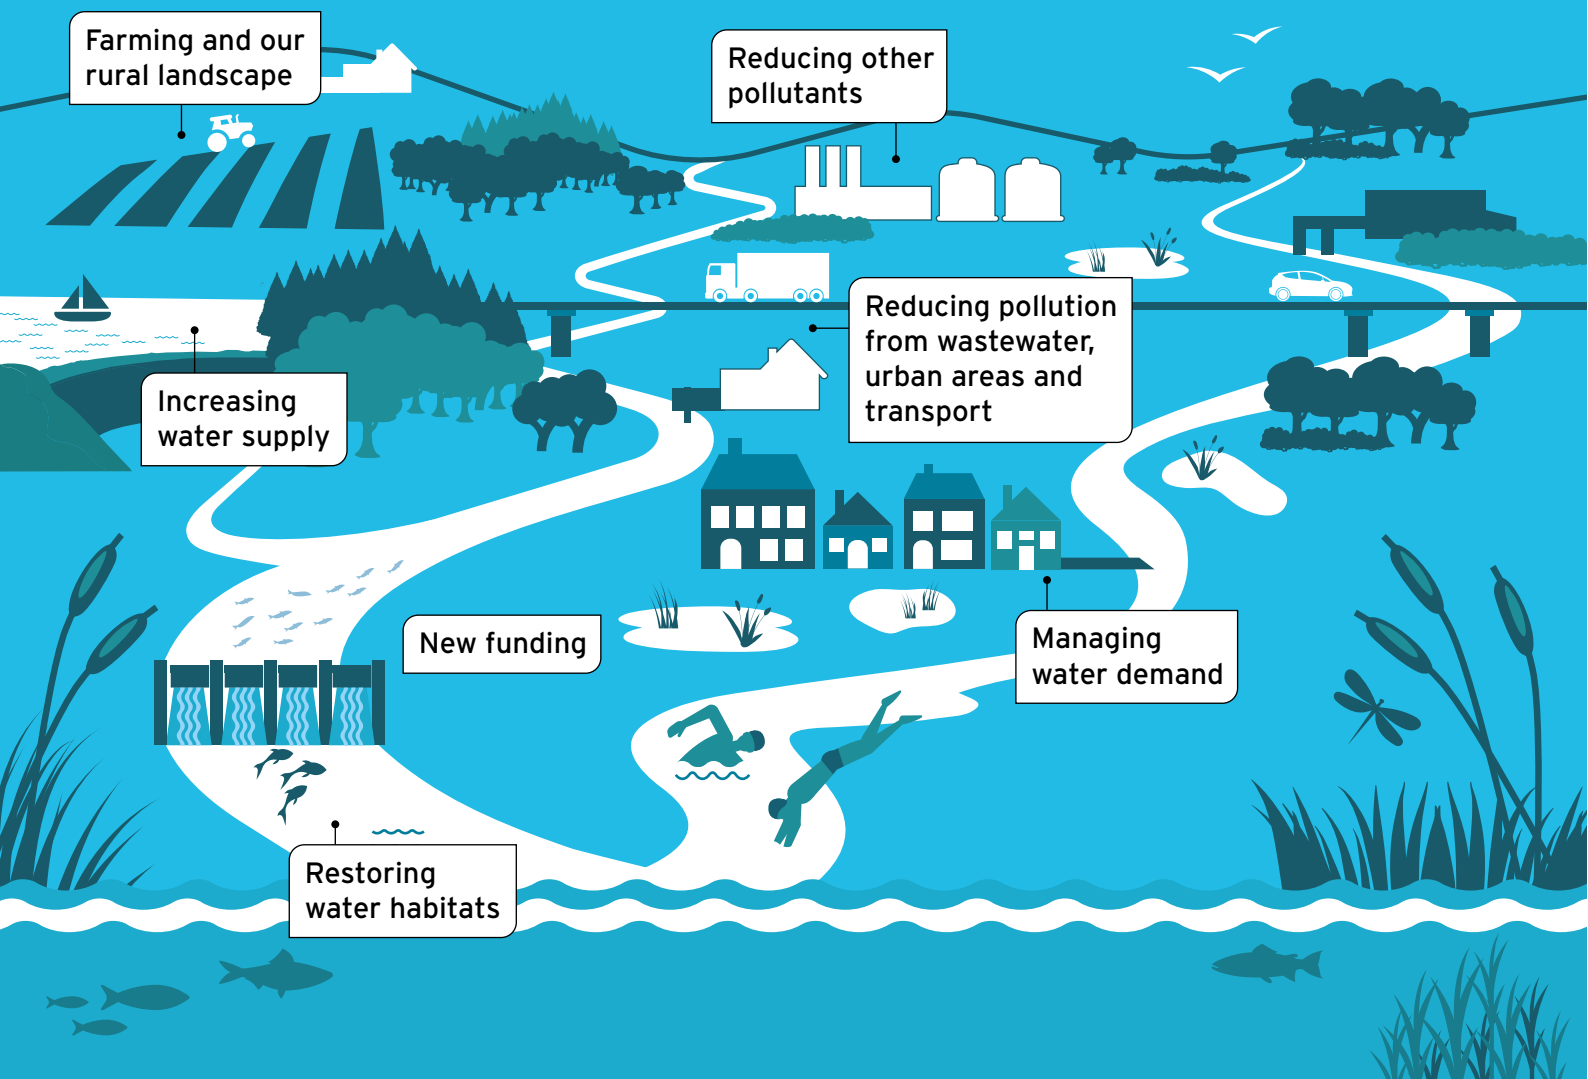 Farming and our
rural landscape
Reducing other
pollutants
Reducing pollution
from wastewater,
urban areas and
transport
Increasing
water supply
New funding
Managing
water demand
Restoring
water habitats